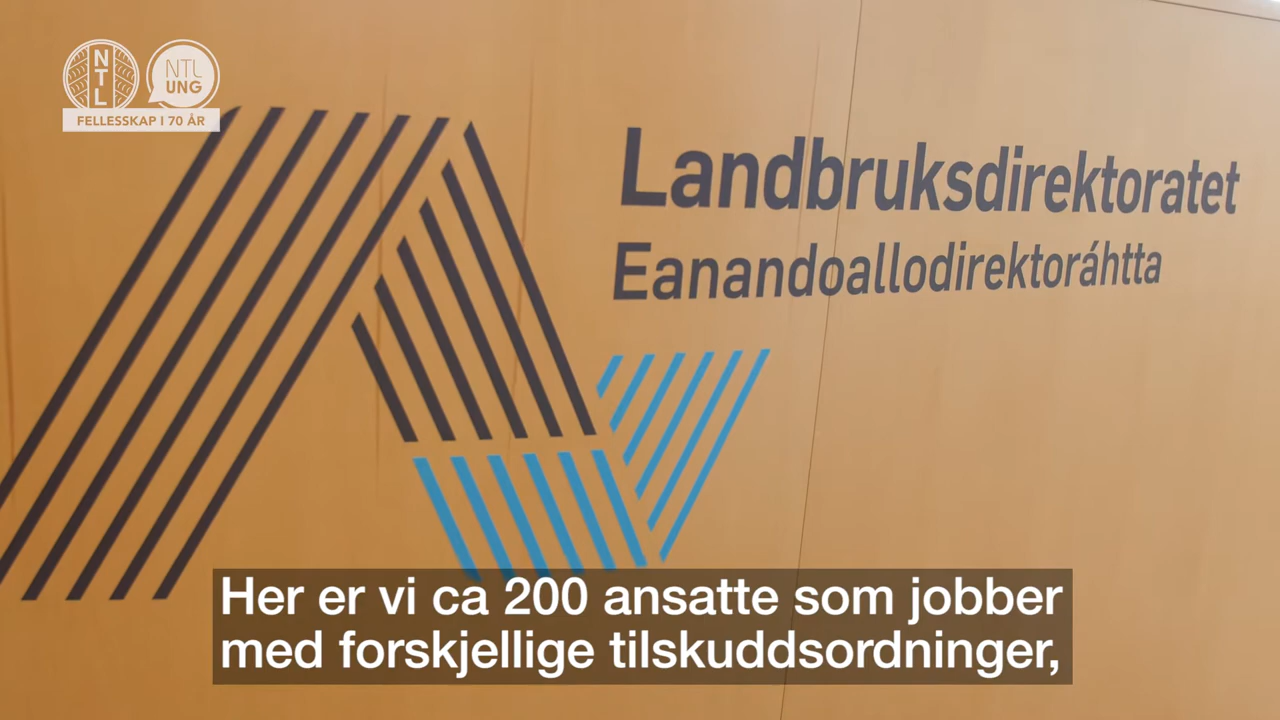 NTL
NTL
UNG
FELLESSKAP I 70 ÅR
Landbruksdirektoratet
Eanandoallodirektoráhtta
Her er vi ca 200 ansatte som jobber
med forskjellige tilskuddsordninger,